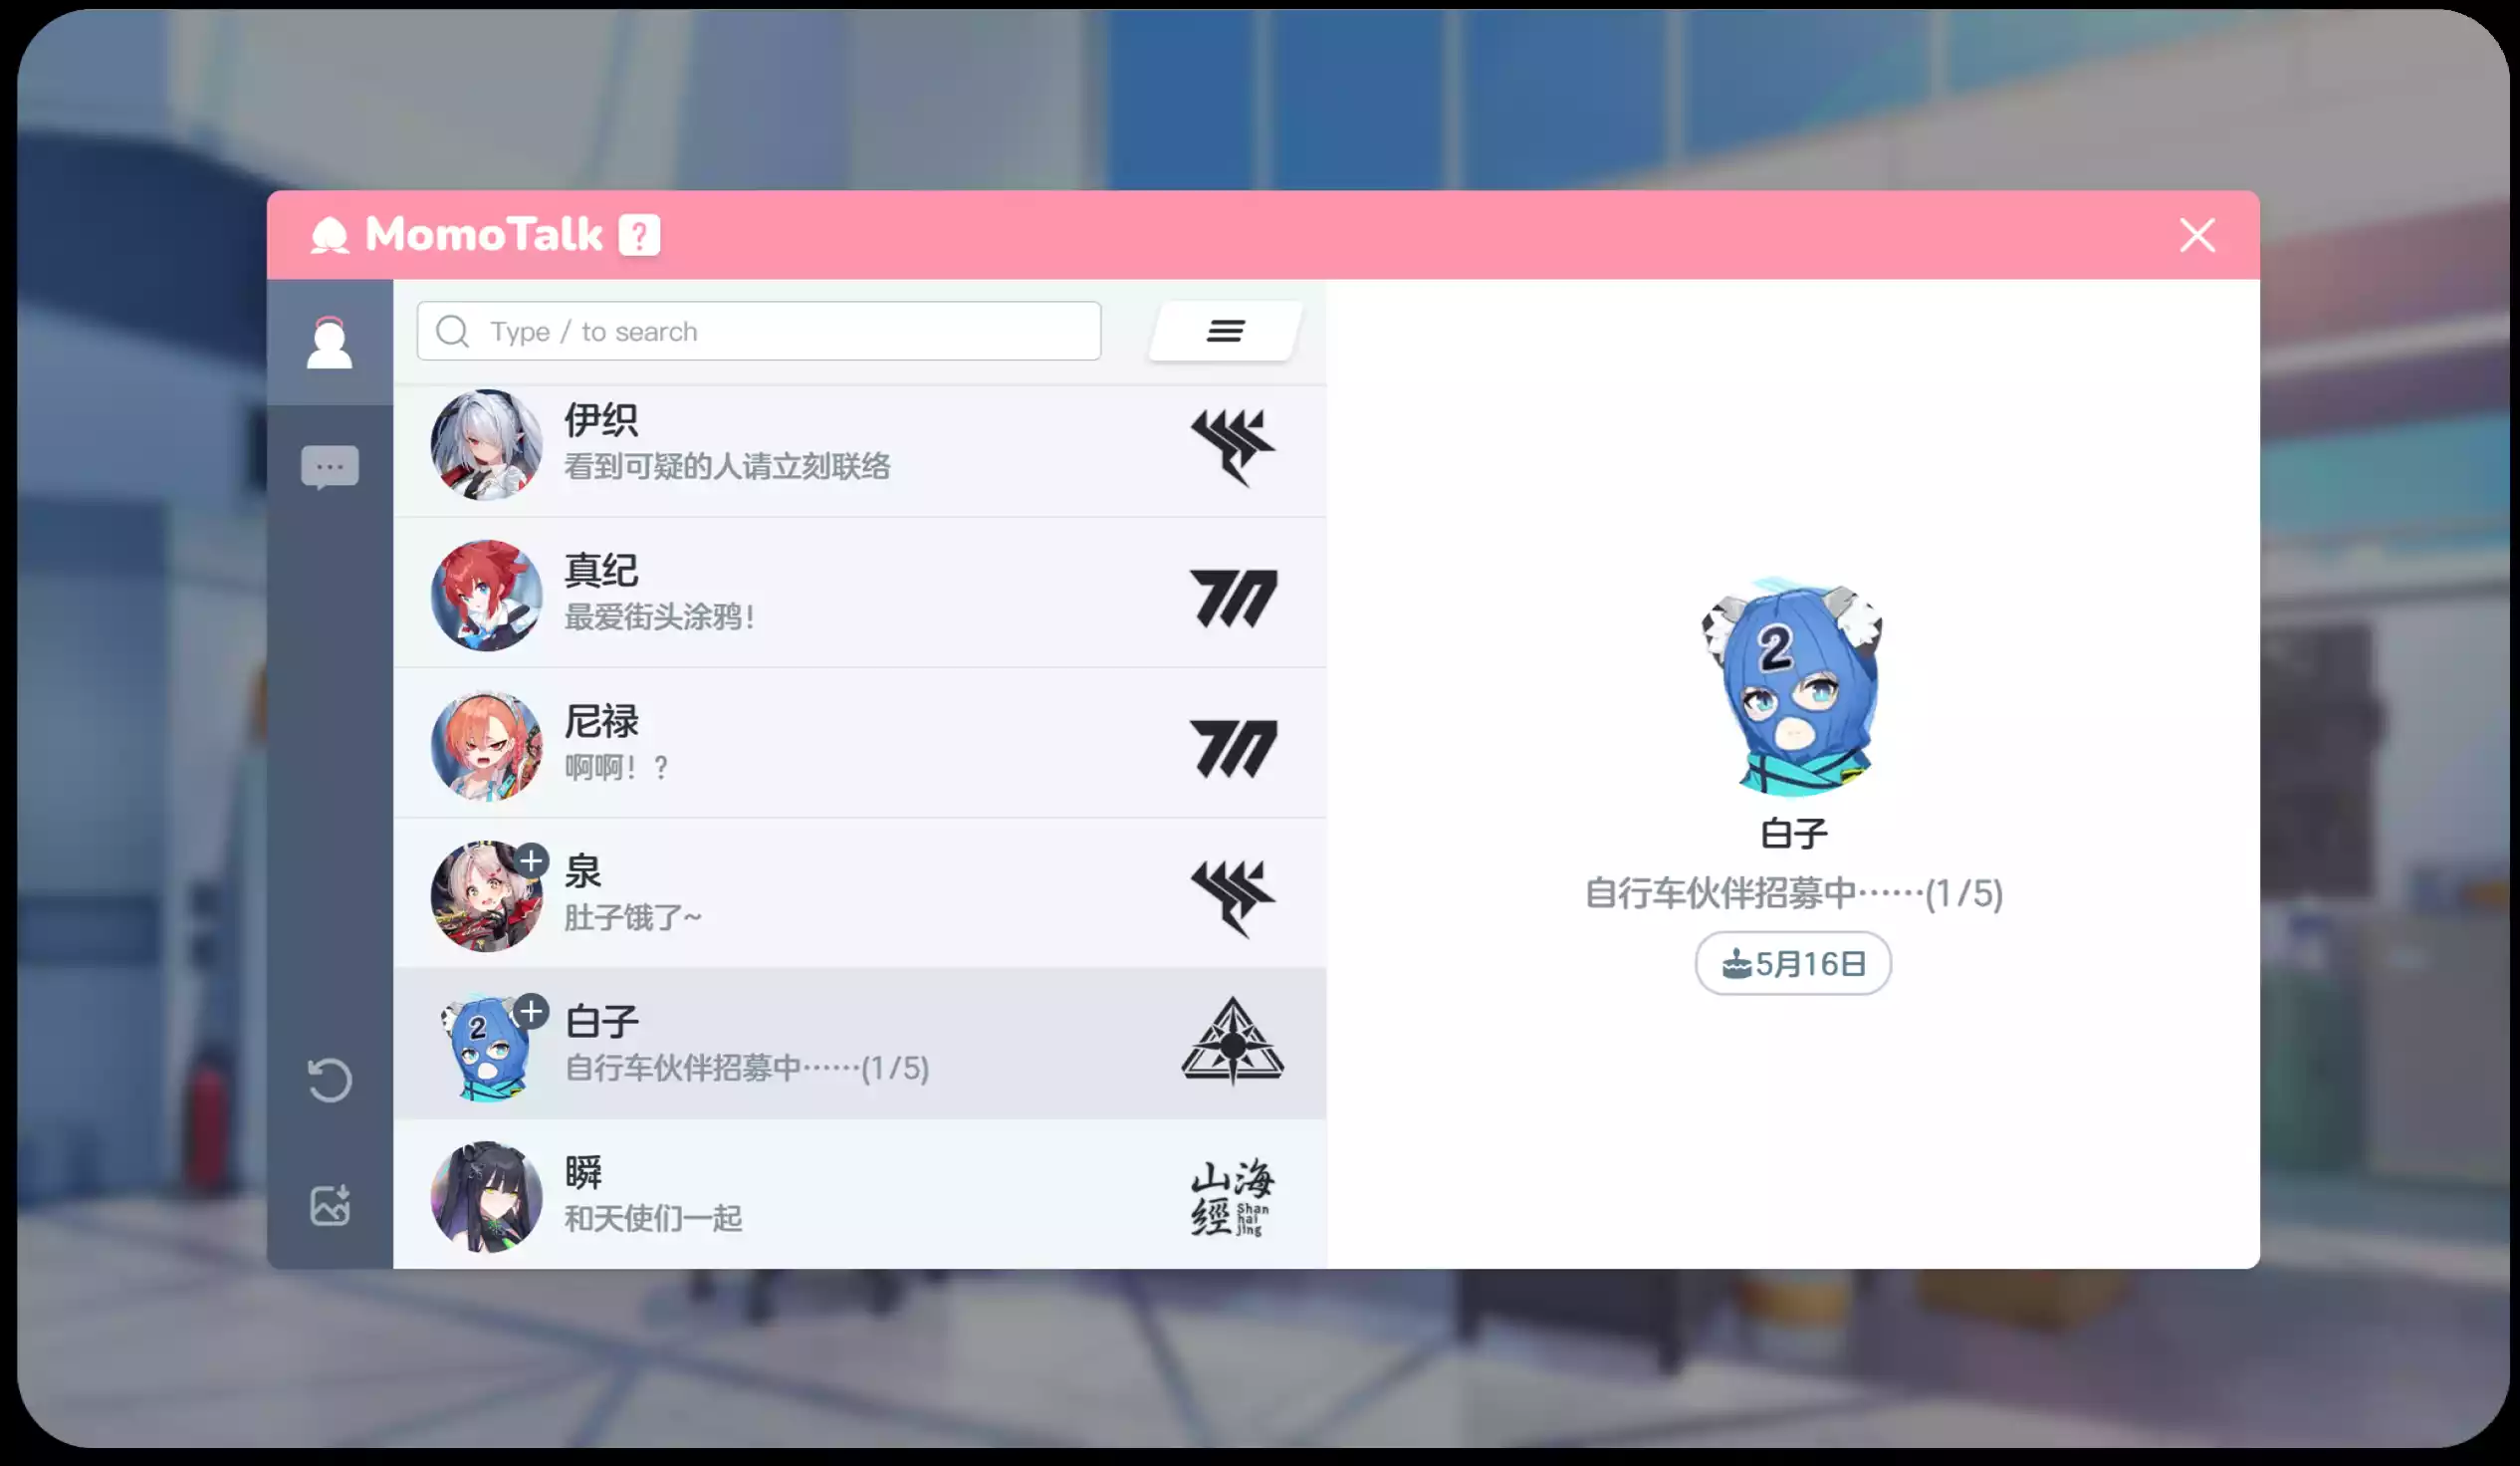 MomoTalk ?
Type / to search
伊织
看到可疑的人请立刻联络
真纪
最爱街头涂鸦!
尼禄
啊啊！？
泉
肚子饿了~
2
白子
自行车伙伴招募中……(1/5)
瞬
和天使们一起
山海
經 Shan
hai
jing
2
白子
自行车伙伴招募中……(1/5)
5月16日